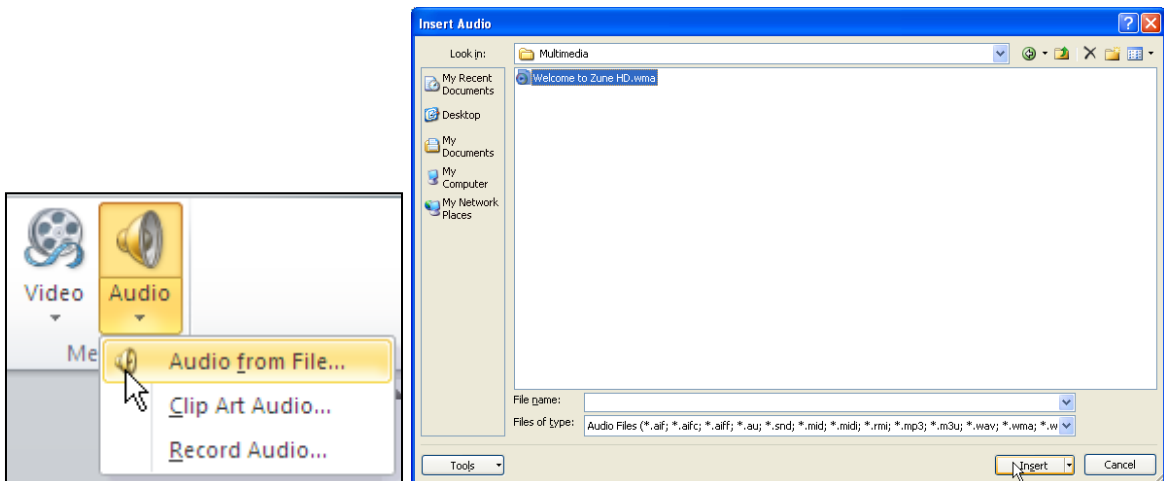 Video
Audio
Me
Audio from File...
Clip Art Audio...
Record Audio...
Insert Audio
Look in:
Multimedia
My Recent
Documents
Desktop
My
Documents
My
Computer
My Network
Places
Welcome to Zune HD.wma
File name:
Files of type:
Audio Files (*.aif; *.aifc; *.aiff; *.au; *.snd; *.mid; *.midi; *.rmi; *.mp3; *.m3u; *.wav; *.wma; *.w
Tools
Insert
Cancel